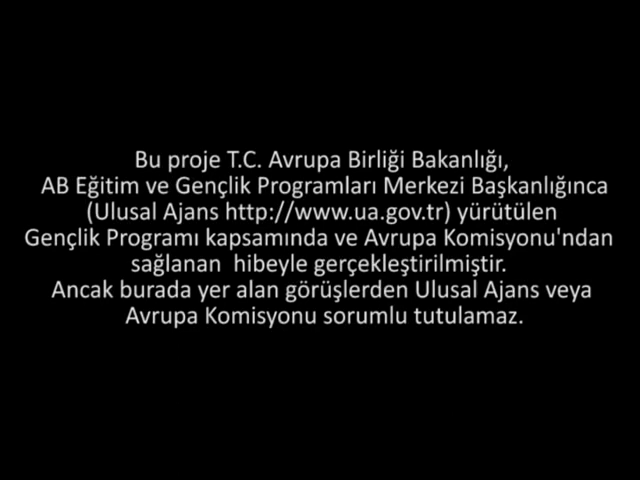 Bu proje T.C. Avrupa Birliği Bakanlığı,
AB Eğitim ve Gençlik Programları Merkezi Başkanlığınca
(Ulusal Ajans http://www.ua.gov.tr) yürütülen
Gençlik Programı kapsamında ve Avrupa Komisyonu'ndan
sağlanan  hibeyle gerçekleştirilmiştir.
Ancak burada yer alan görüşlerden Ulusal Ajans veya
Avrupa Komisyonu sorumlu tutulamaz.